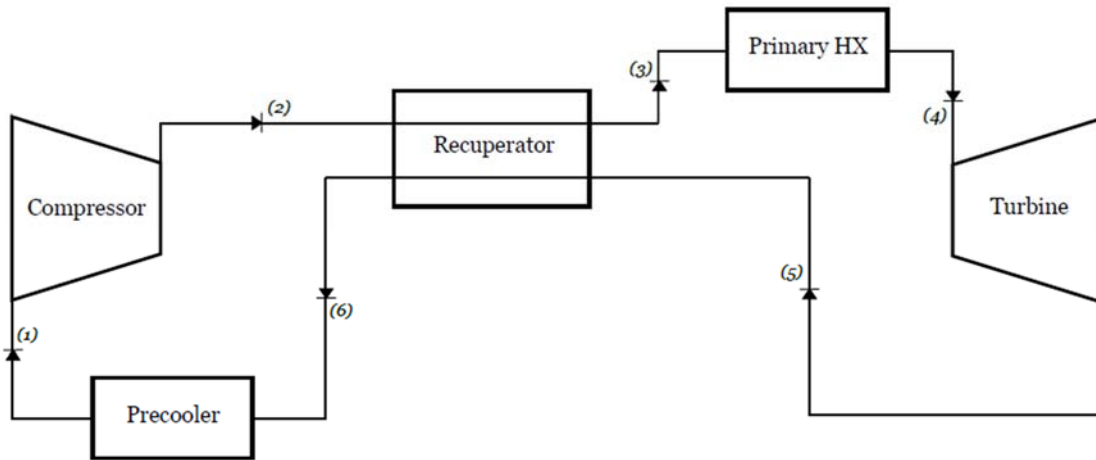 Primary HX
(3)
(2)
(4)
Recuperator
Compressor
Turbine
(5)
(6)
(1)
Precooler